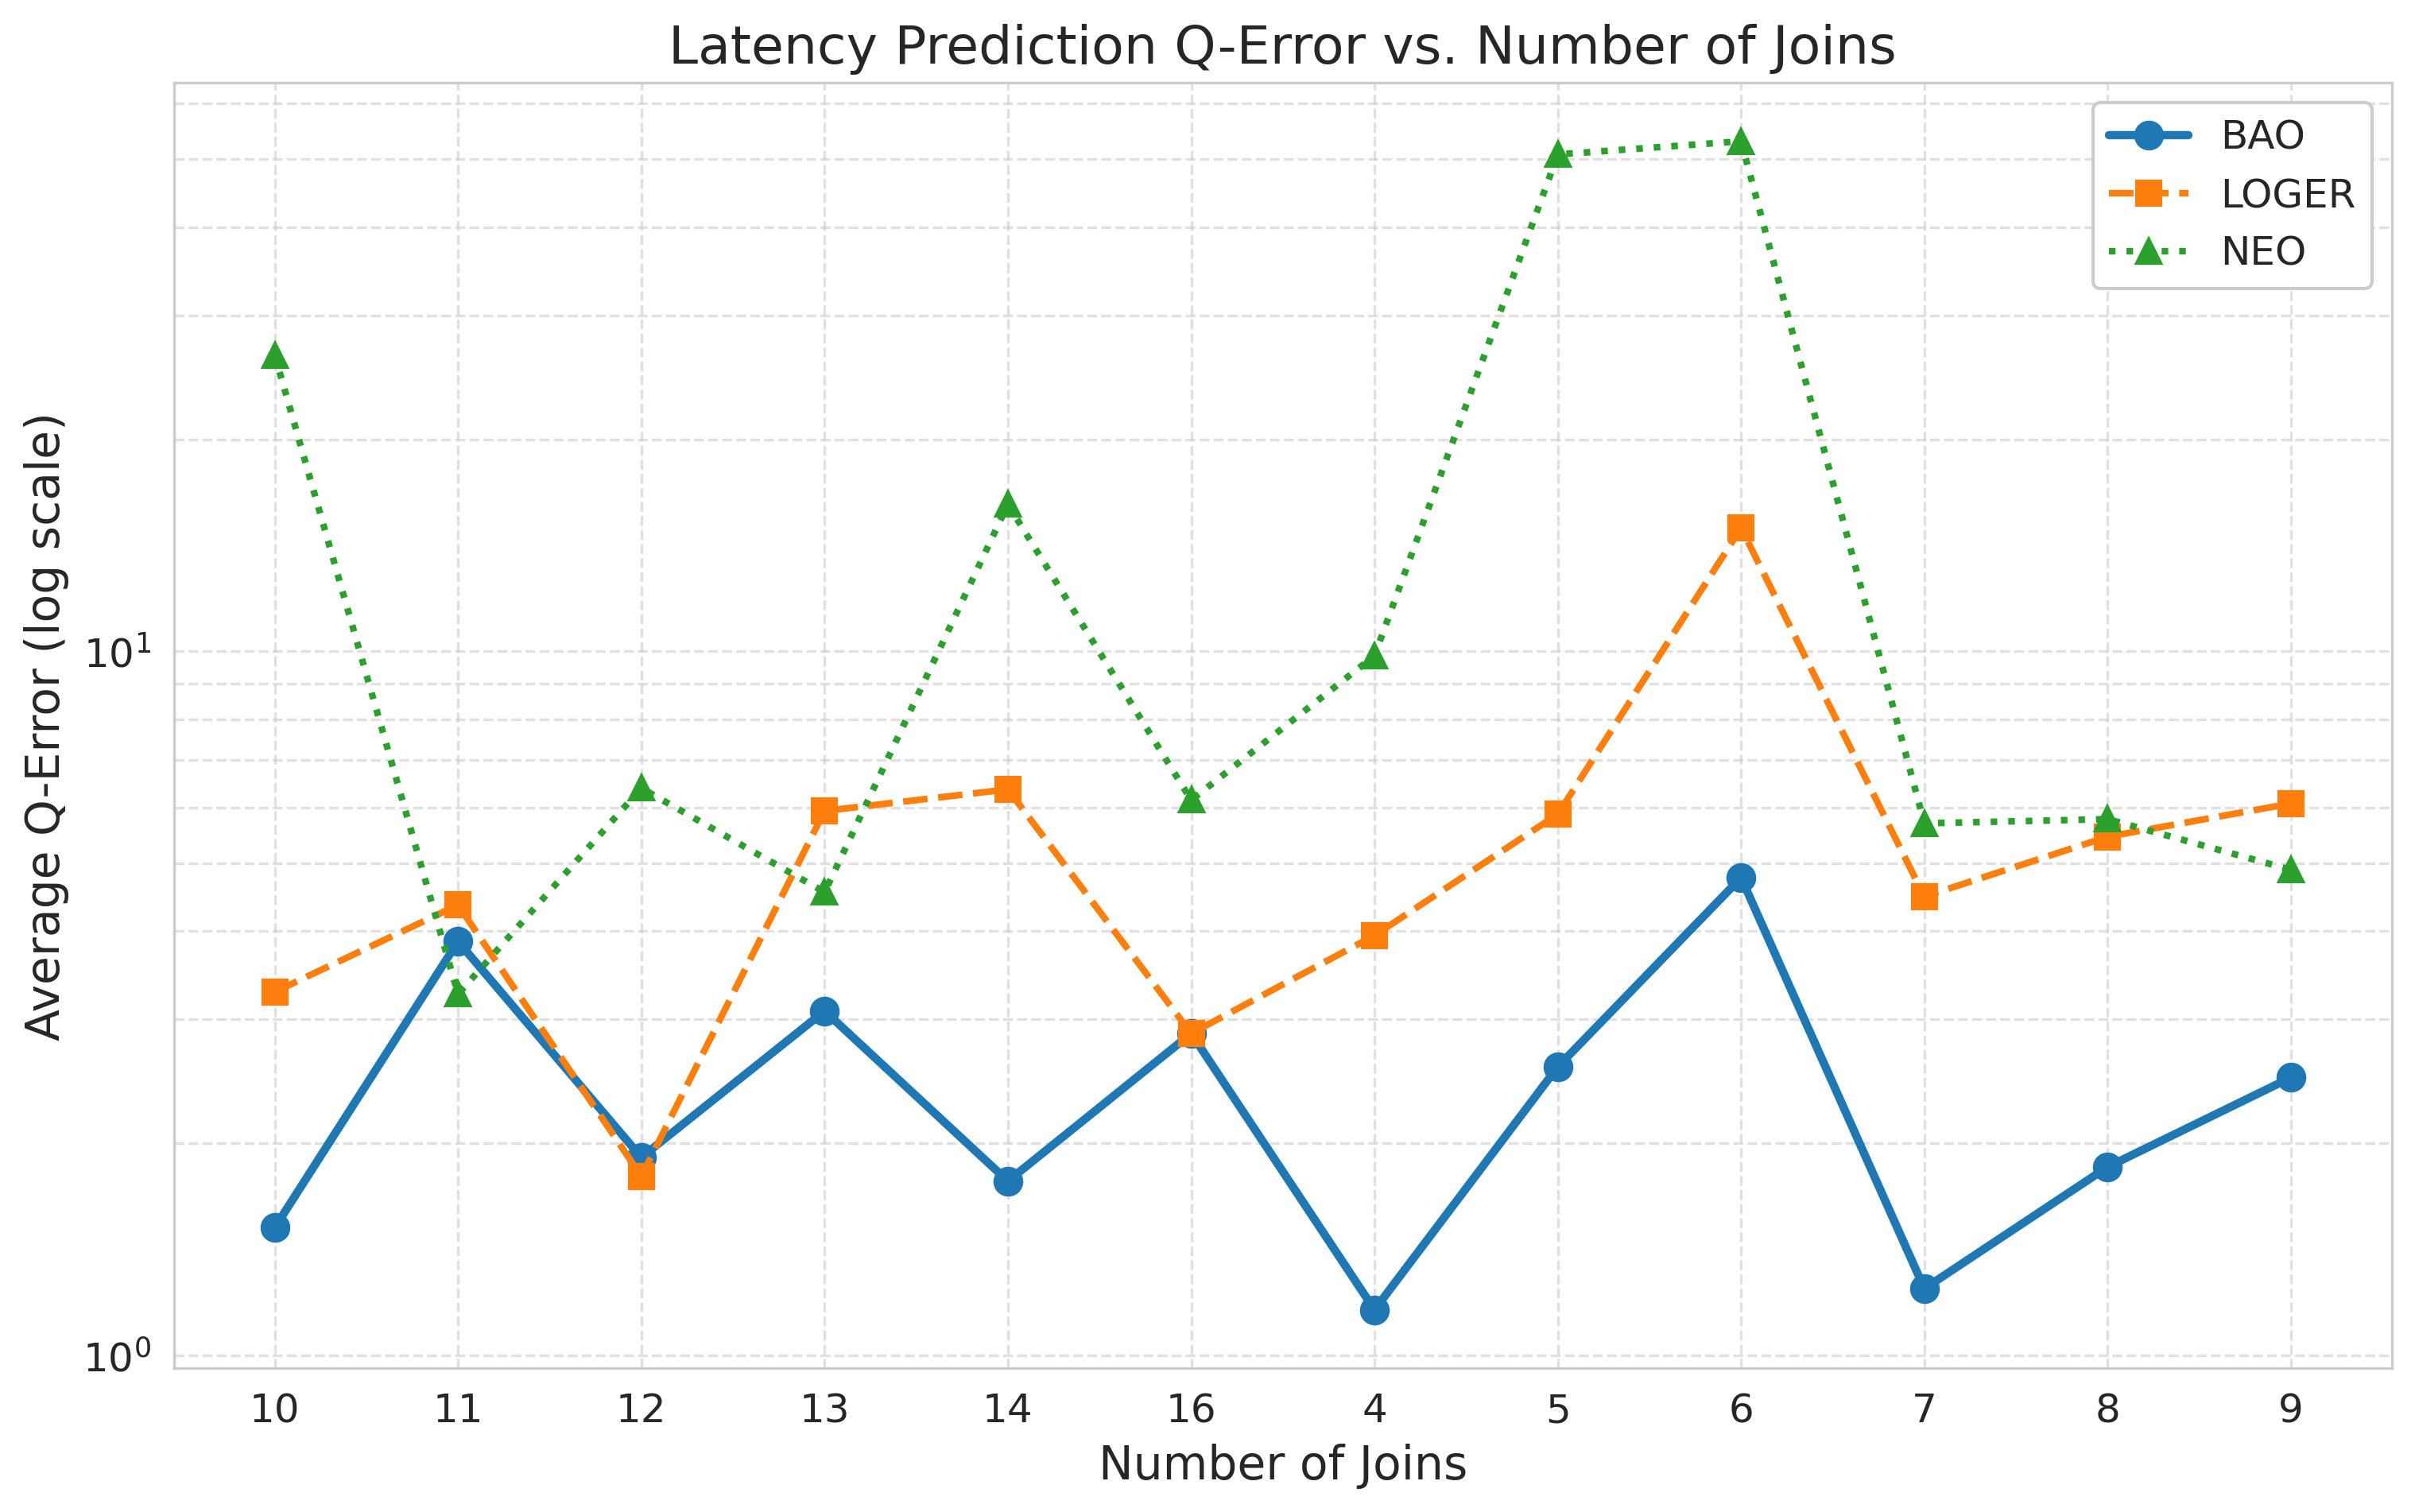 Latency Prediction Q-Error vs. Number of Joins
BAO
LOGER
NEO
Average Q-Error (log scale)
10¹
10⁰
10 11 12 13 14 16 4 5 6 7 8 9
Number of Joins